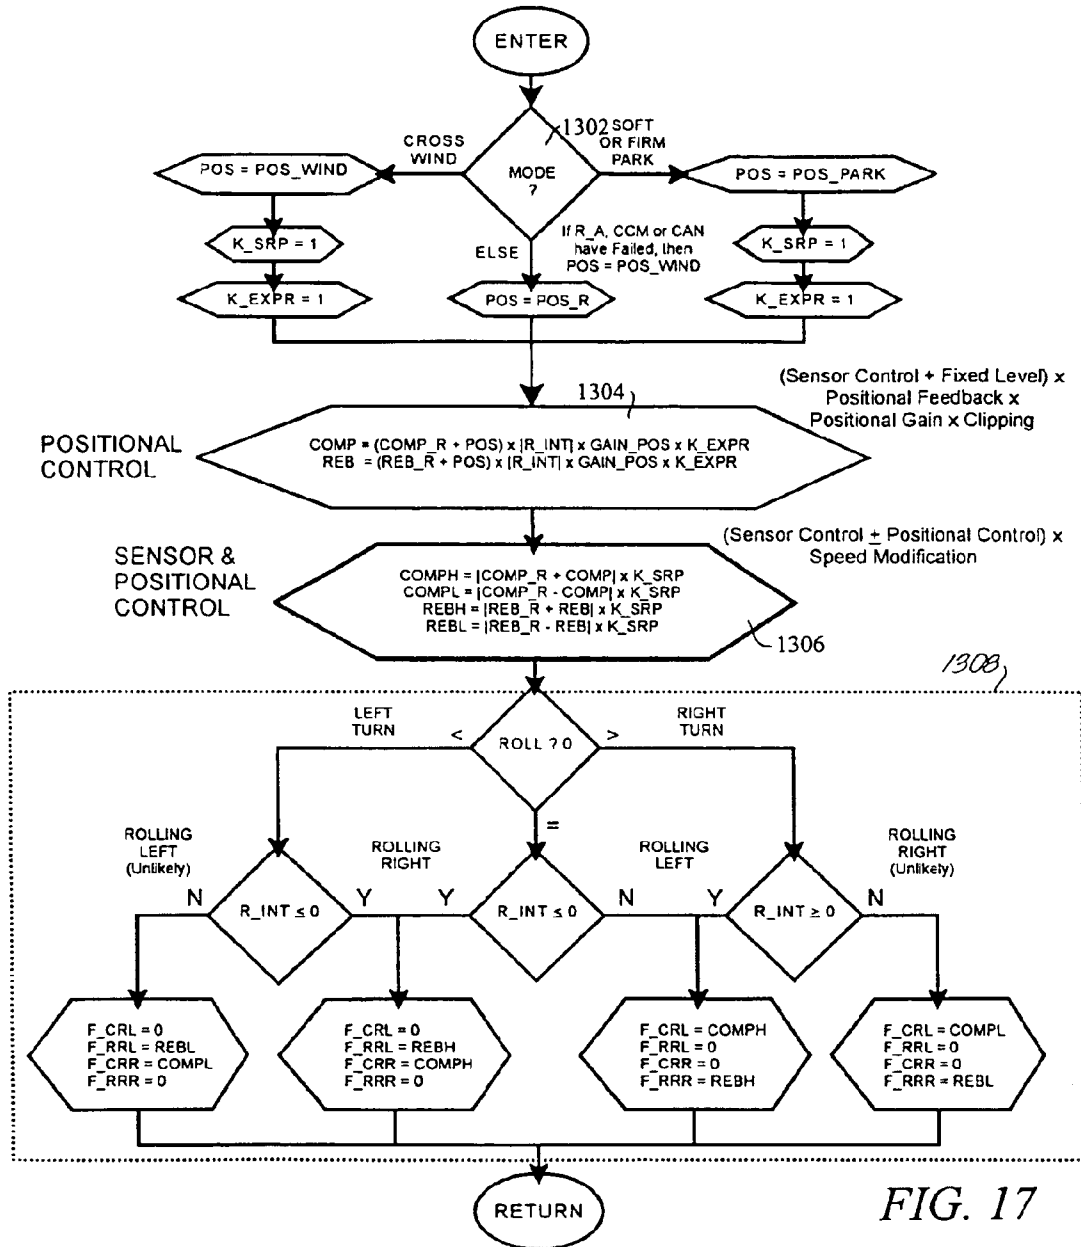 ENTER
1302
CROSS
WIND
SOFT
OR FIRM
PARK
MODE
?
POS = POS_WIND
POS = POS_PARK
K_SRP = 1
K_SRP = 1
ELSE
If R_A, CCM or CAN
have Failed, then
POS = POS_WIND
K_EXPR = 1
POS = POS_R
K_EXPR = 1
1304
(Sensor Control + Fixed Level) x
Positional Feedback x
Positional Gain x Clipping
POSITIONAL
CONTROL
COMP = (COMP_R + POS) x |R_INT| x GAIN_POS x K_EXPR
REB = (REB_R + POS) x |R_INT| x GAIN_POS x K_EXPR
(Sensor Control ± Positional Control) x
Speed Modification
SENSOR &
POSITIONAL
CONTROL
COMPH = |COMP_R + COMP| x K_SRP
COMPL = |COMP_R - COMP| x K_SRP
REBH = |REB_R + REB| x K_SRP
REBL = |REB_R - REB| x K_SRP
1306
1308
LEFT
TURN
<
ROLL ? 0
>
RIGHT
TURN
=
ROLLING
LEFT
(Unlikely)
ROLLING
RIGHT
ROLLING
LEFT
ROLLING
RIGHT
(Unlikely)
N
R_INT ≤ 0
Y
Y
R_INT ≤ 0
N
Y
R_INT ≥ 0
N
F_CRL = 0
F_RRL = REBL
F_CRR = COMPL
F_RRR = 0
F_CRL = 0
F_RRL = REBH
F_CRR = COMPH
F_RRR = 0
F_CRL = COMPH
F_RRL = 0
F_CRR = 0
F_RRR = REBH
F_CRL = COMPL
F_RRL = 0
F_CRR = 0
F_RRR = REBL
RETURN
FIG. 17